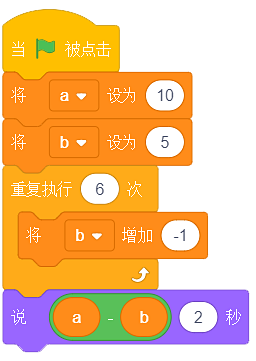 当 被点击
将 a 设为 10
将 b 设为 5
重复执行 6 次
将 b 增加 -1
说 a - b 2 秒